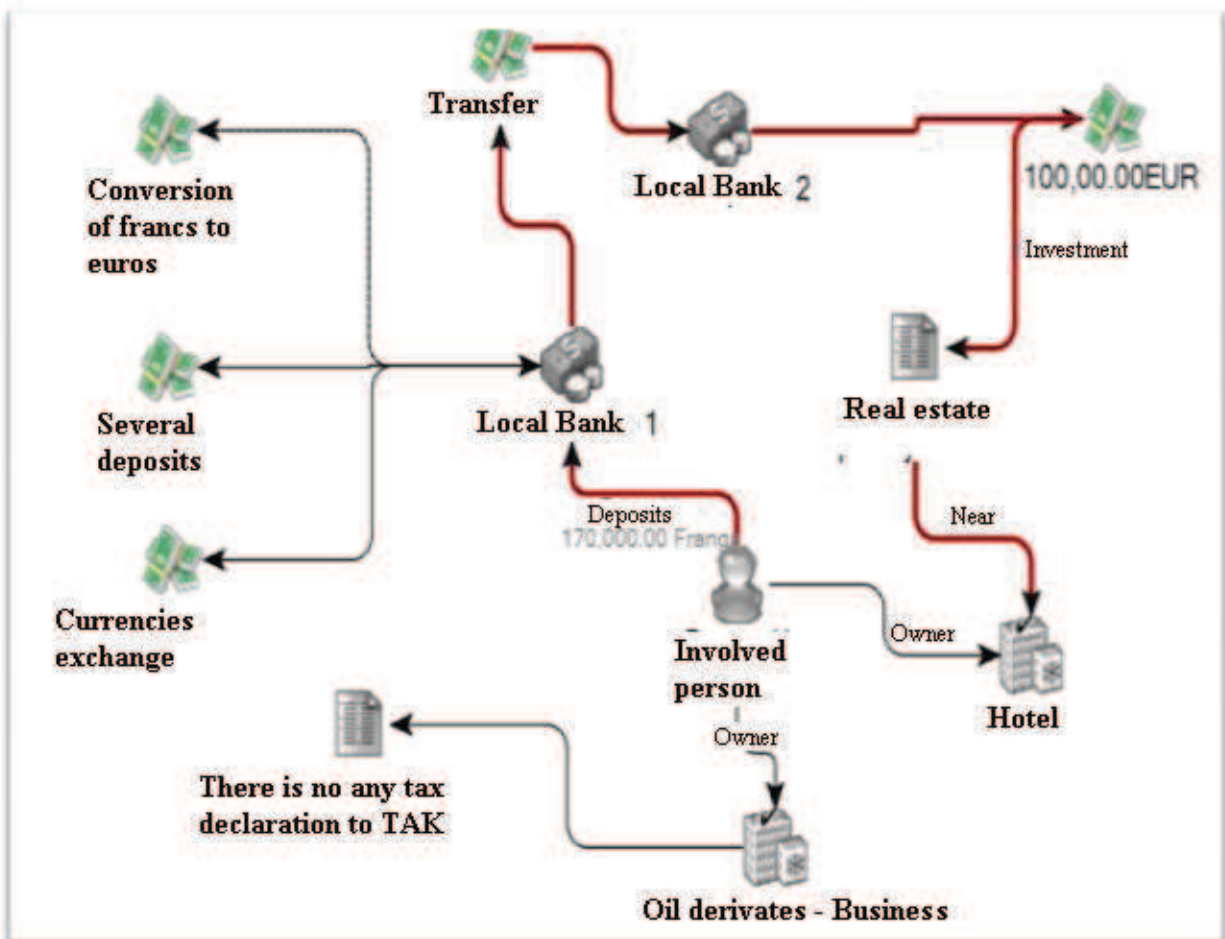 Transfer
Conversion
of francs to
euros
Local Bank 2
100,00.00EUR
Investment
Several
deposits
Local Bank 1
Real estate
Deposits
170,000.00 Frang
Near
Currencies
exchange
Involved
person
Owner
Hotel
Owner
There is no any tax
declaration to TAK
Oil derivates - Business